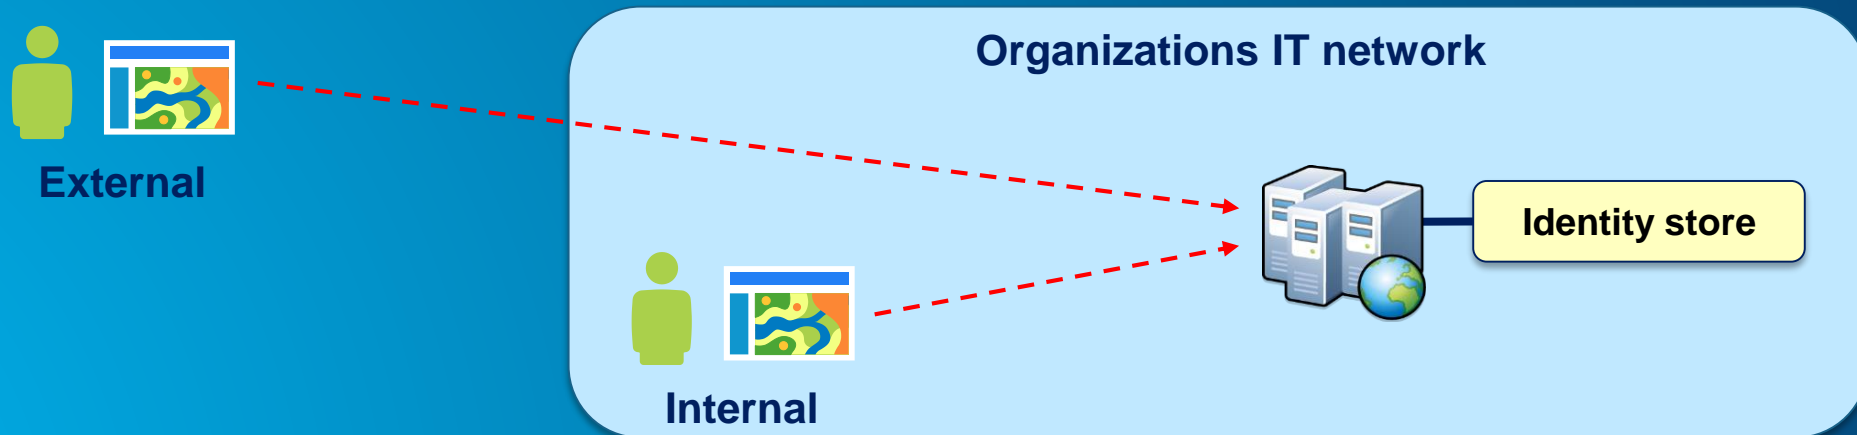 Organizations IT network
External
Identity store
Internal